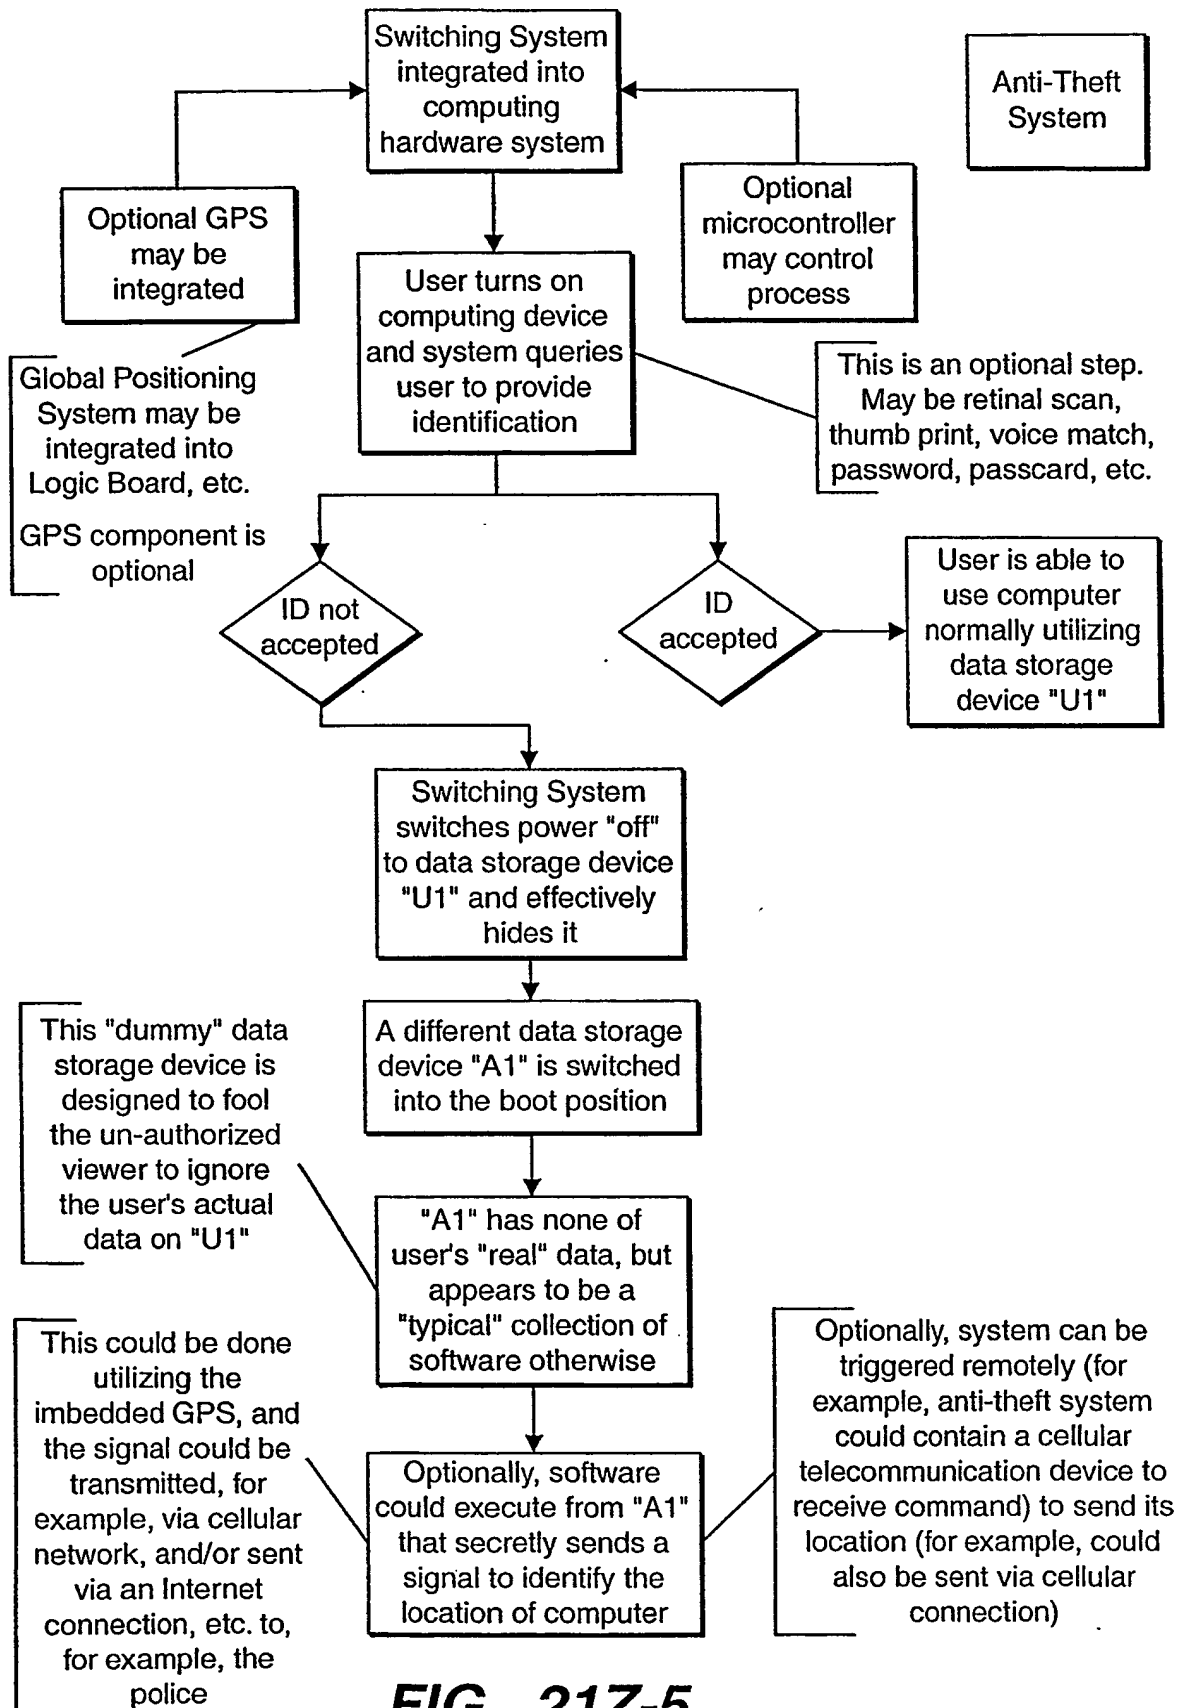 Switching System
integrated into
computing
hardware system
Anti-Theft
System
Optional GPS
may be
integrated
Optional
microcontroller
may control
process
User turns on
computing device
and system queries
user to provide
identification
Global Positioning
System may be
integrated into
Logic Board, etc.
GPS component is
optional
This is an optional step.
May be retinal scan,
thumb print, voice match,
password, passcard, etc.
ID not
accepted
ID
accepted
User is able to
use computer
normally utilizing
data storage
device "U1"
Switching System
switches power "off"
to data storage device
"U1" and effectively
hides it
A different data storage
device "A1" is switched
into the boot position
This "dummy" data
storage device is
designed to fool
the un-authorized
viewer to ignore
the user's actual
data on "U1"
"A1" has none of
user's "real" data, but
appears to be a
"typical" collection of
software otherwise
This could be done
utilizing the
imbedded GPS, and
the signal could be
transmitted, for
example, via cellular
network, and/or sent
via an Internet
connection, etc. to,
for example, the
police
Optionally, software
could execute from "A1"
that secretly sends a
signal to identify the
location of computer
Optionally, system can be
triggered remotely (for
example, anti-theft system
could contain a cellular
telecommunication device to
receive command) to send its
location (for example, could
also be sent via cellular
connection)
FIG._21Z-5